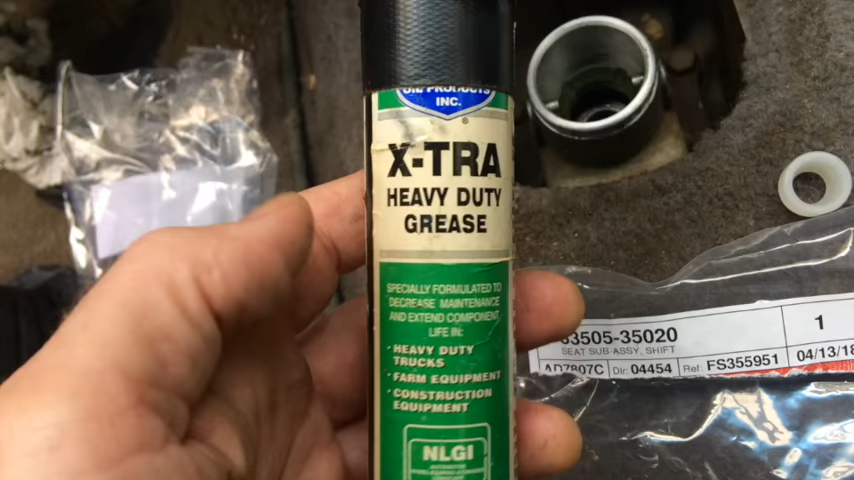 OIL PRODUCTS
INC.
X-TRA
HEAVY DUTY
GREASE
SPECIALLY FORMULATED TO
DECREASE MAINTENANCE
AND EXTEND COMPONENT
LIFE IN:
· HEAVY DUTY
TRUCKS
· FARM EQUIPMENT
· CONSTRUCTION
EQUIPMENT
NLGI
33505-35020
1
SEAT SUB-ASSY, SHIFT
AD7807C
Dir: 04454
Ref: FS355951
04/13/18